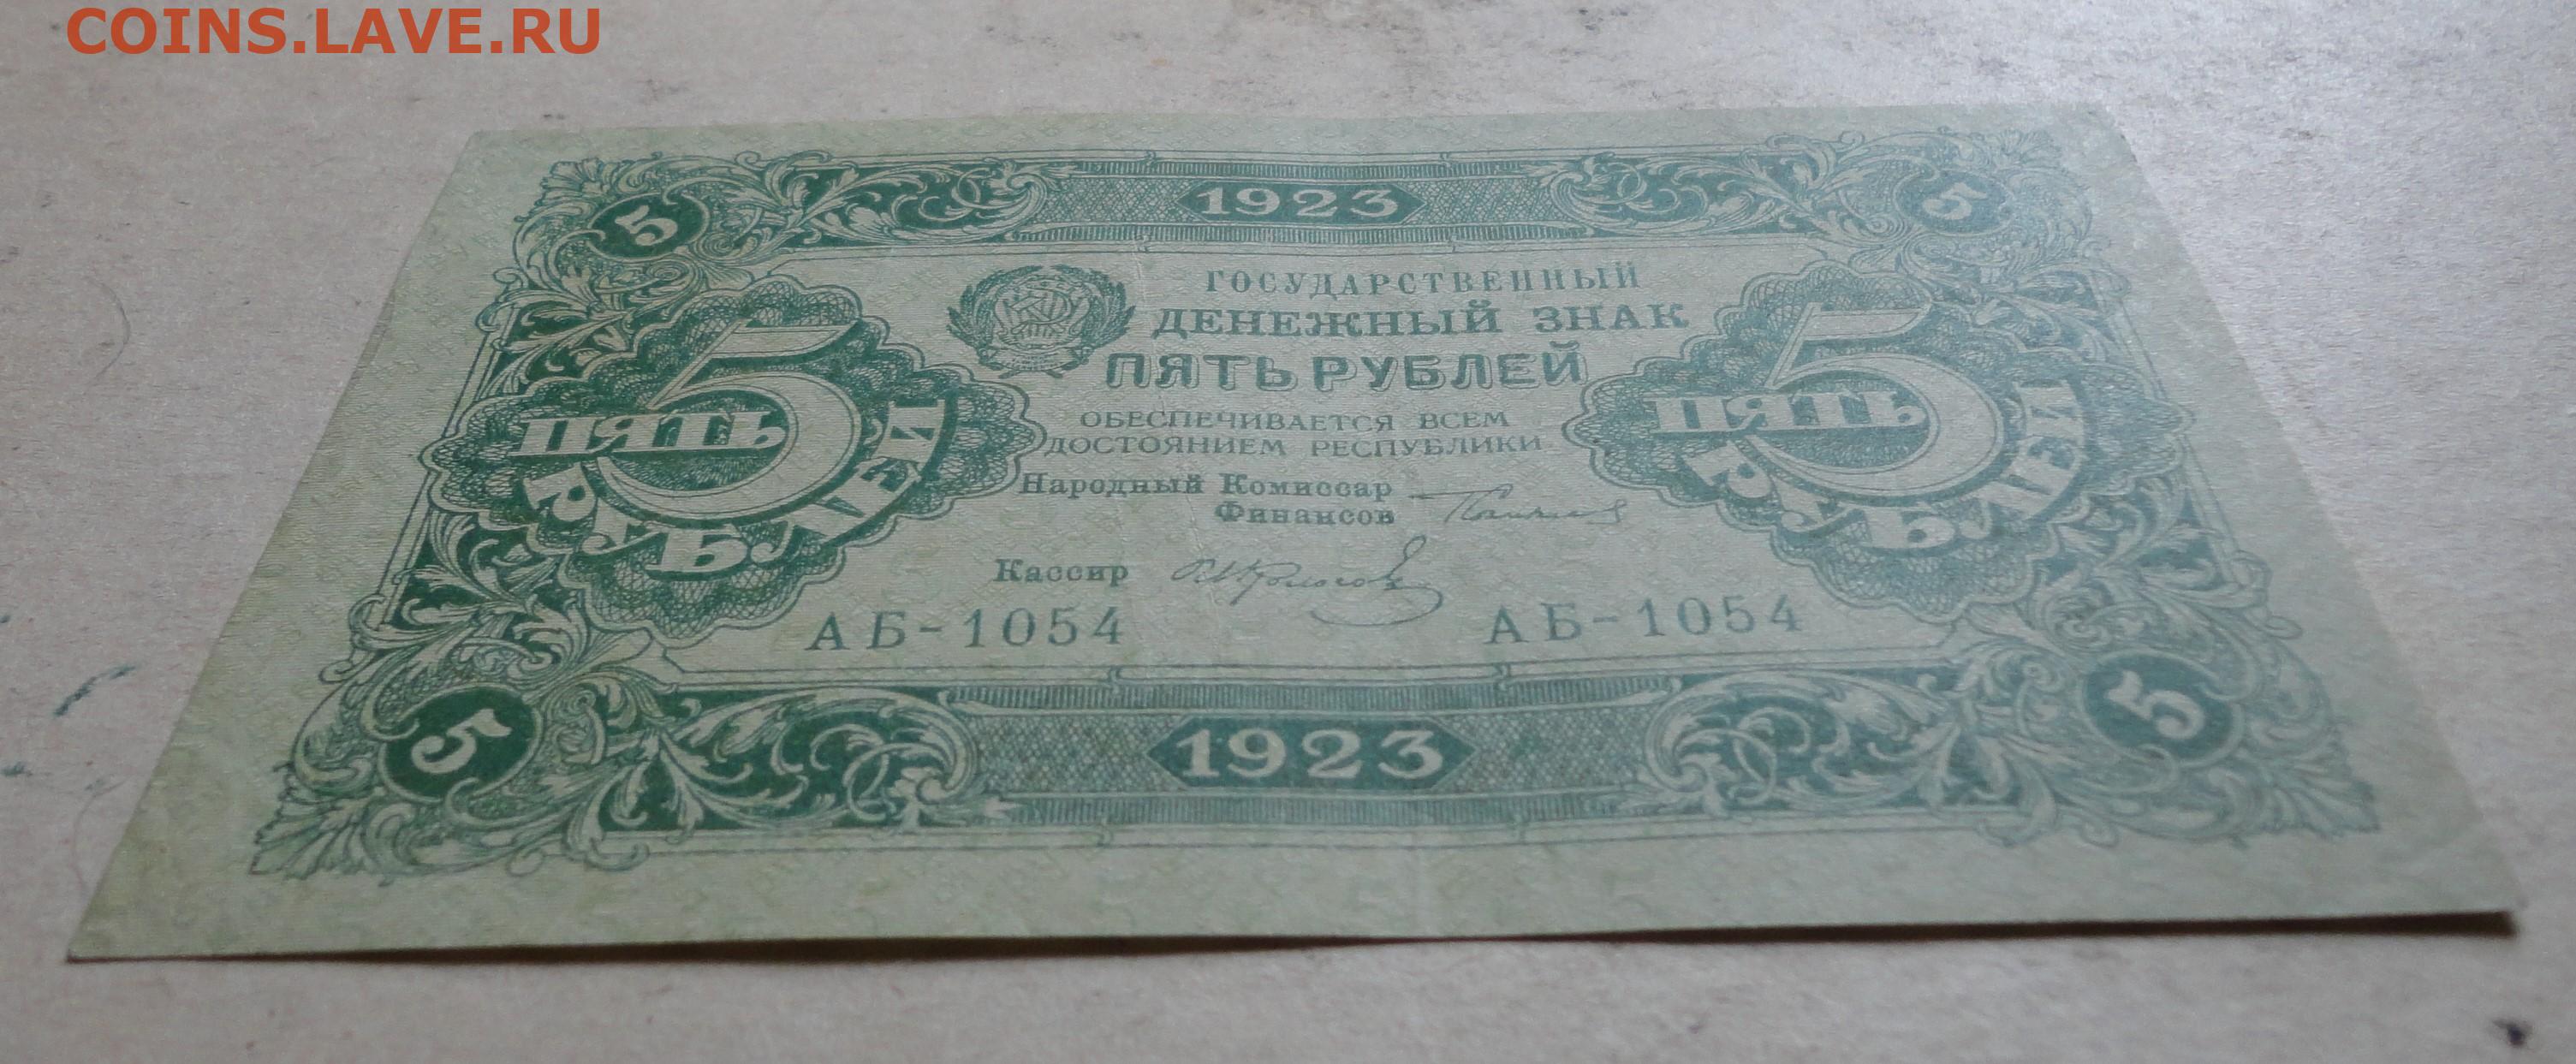 COINS.LAVE.RU
1923
5 5
ГОСУДАРСТВЕННЫЙ
ДЕНЕЖНЫЙ ЗНАК
ПЯТЬ РУБЛЕЙ
5 ПЯТЬ РУБЛЕЙ
5 ПЯТЬ РУБЛЕЙ
ОБЕСПЕЧИВАЕТСЯ ВСЕМ
ДОСТОЯНИЕМ РЕСПУБЛИКИ
Народный Комиссар
Финансов
Кассир
АБ-1054 АБ-1054
5 5
1923